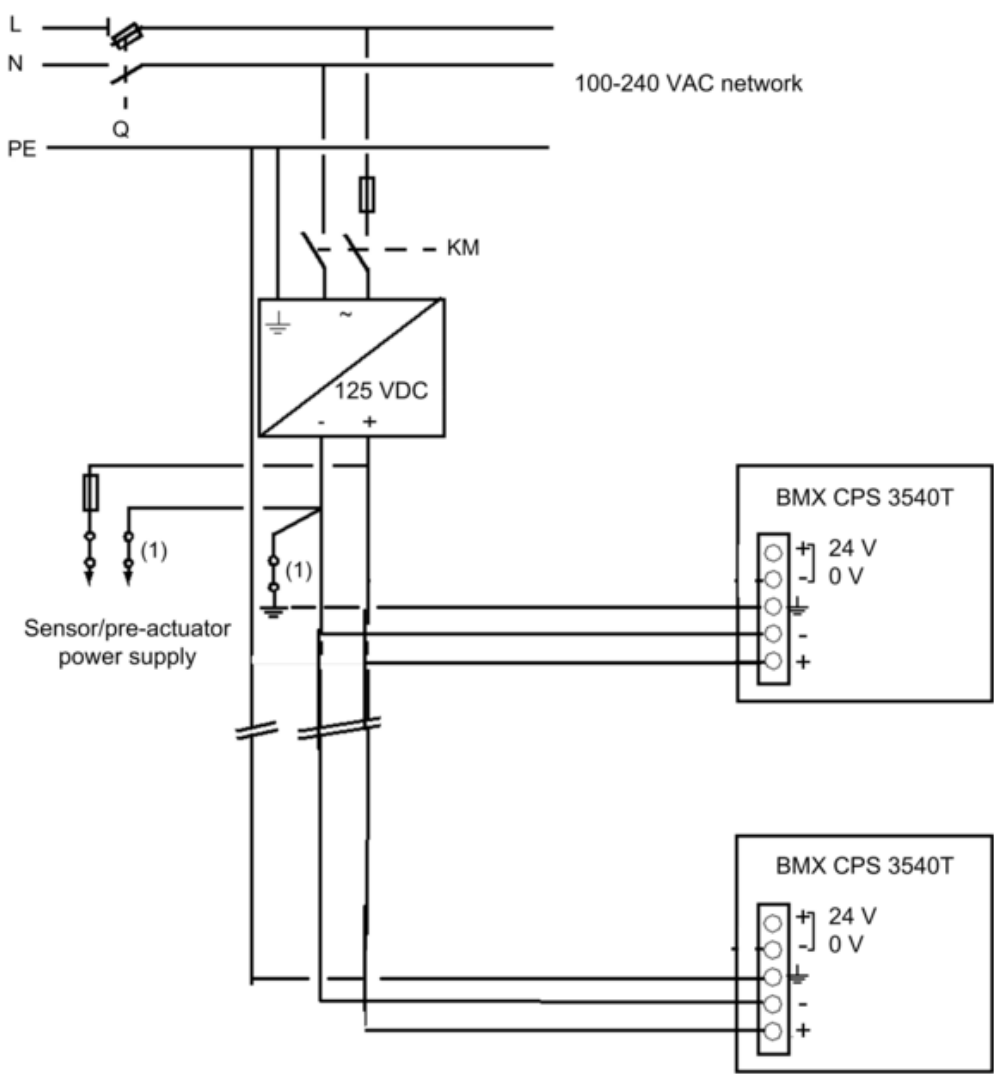 L
N
100-240 VAC network
Q
PE
KM
~
125 VDC
- +
BMX CPS 3540T
+ 24 V
- 0 V
(1)
(1)
Sensor/pre-actuator
power supply
-
+
BMX CPS 3540T
+ 24 V
- 0 V
-
+